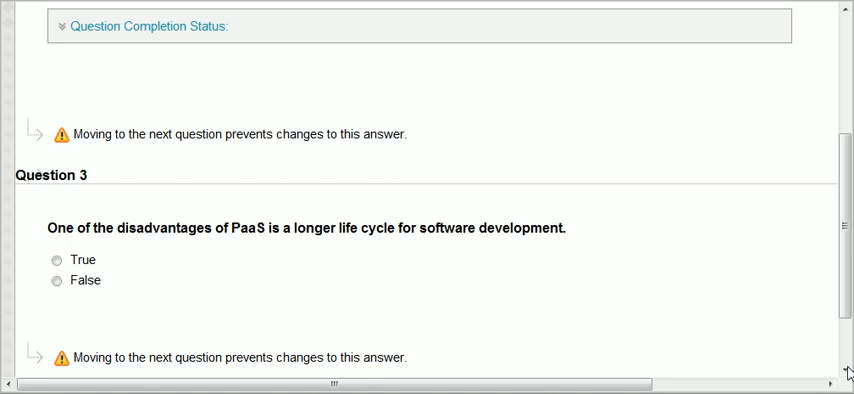 Question Completion Status:
Moving to the next question prevents changes to this answer.
Question 3
One of the disadvantages of PaaS is a longer life cycle for software development.
True
False
Moving to the next question prevents changes to this answer.